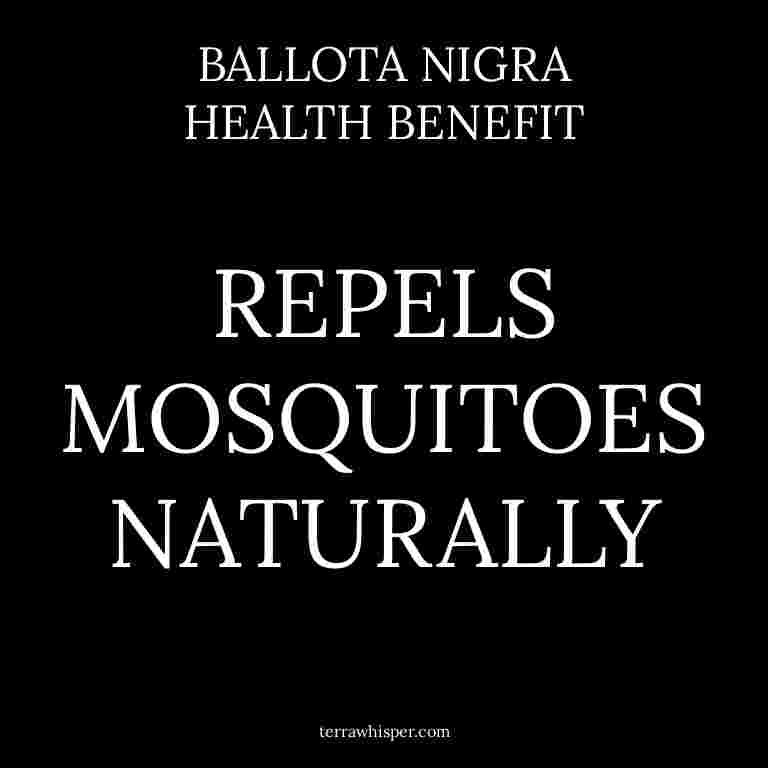 BALLOTA NIGRA
HEALTH BENEFIT
REPELS
MOSQUITOES
NATURALLY
terrawhisper.com